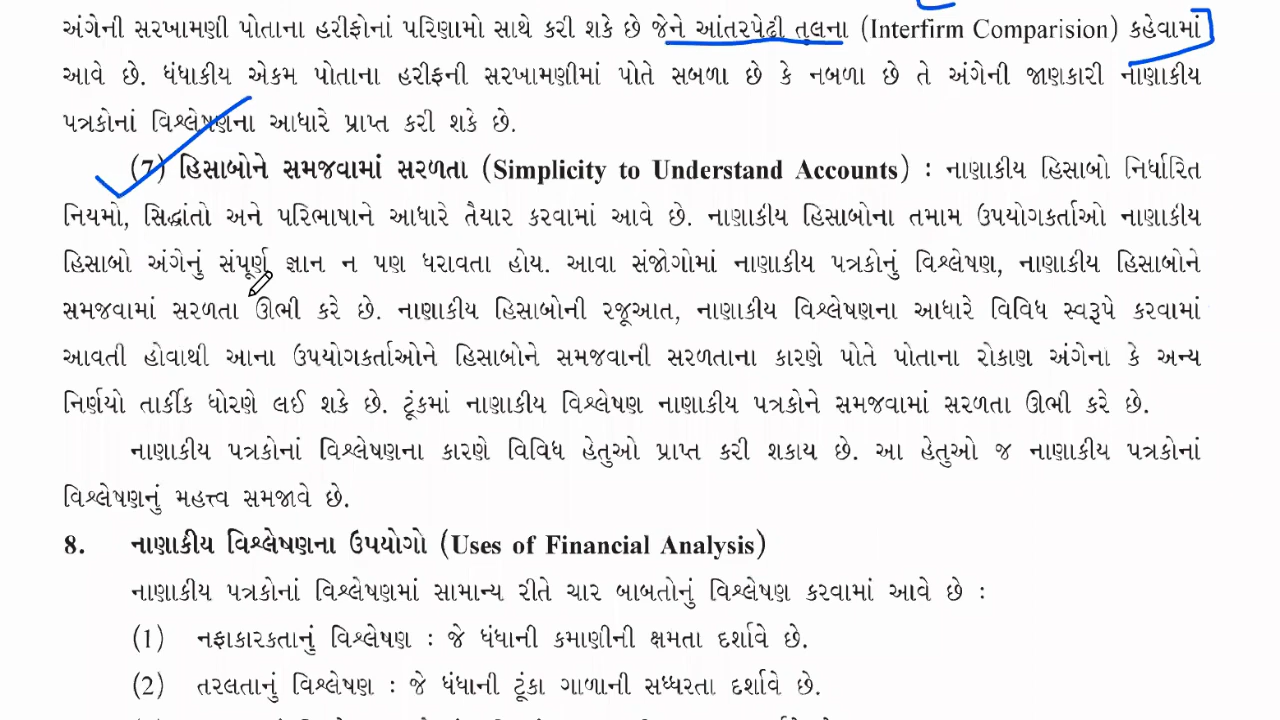 અંગેની સરખામણી પોતાના હરીફોનાં પરિણામો સાથે કરી શકે છે જેને આંતરપેઢી તુલના (Interfirm Comparision) કહેવામાં
આવે છે. ધંધાકીય એકમ પોતાના હરીફની સરખામણીમાં પોતે સબળા છે કે નબળા છે તે અંગેની જાણકારી નાણાકીય
પત્રકોનાં વિશ્લેષણના આધારે પ્રાપ્ત કરી શકે છે.
(7) હિસાબોને સમજવામાં સરળતા (Simplicity to Understand Accounts) : નાણાકીય હિસાબો નિર્ધારિત
નિયમો, સિદ્ધાંતો અને પરિભાષાને આધારે તૈયાર કરવામાં આવે છે. નાણાકીય હિસાબોના તમામ ઉપયોગકર્તાઓ નાણાકીય
હિસાબો અંગેનું સંપૂર્ણ જ્ઞાન ન પણ ધરાવતા હોય. આવા સંજોગોમાં નાણાકીય પત્રકોનું વિશ્લેષણ, નાણાકીય હિસાબોને
સમજવામાં સરળતા ઊભી કરે છે. નાણાકીય હિસાબોની રજૂઆત, નાણાકીય વિશ્લેષણના આધારે વિવિધ સ્વરૂપે કરવામાં
આવતી હોવાથી આના ઉપયોગકર્તાઓને હિસાબોને સમજવાની સરળતાના કારણે પોતે પોતાના રોકાણ અંગેના કે અન્ય
નિર્ણયો તાર્કીક ધોરણે લઈ શકે છે. ટૂંકમાં નાણાકીય વિશ્લેષણ નાણાકીય પત્રકોને સમજવામાં સરળતા ઊભી કરે છે.
નાણાકીય પત્રકોનાં વિશ્લેષણના કારણે વિવિધ હેતુઓ પ્રાપ્ત કરી શકાય છે. આ હેતુઓ જ નાણાકીય પત્રકોનાં
વિશ્લેષણનું મહત્ત્વ સમજાવે છે.
8. નાણાકીય વિશ્લેષણના ઉપયોગો (Uses of Financial Analysis)
નાણાકીય પત્રકોનાં વિશ્લેષણમાં સામાન્ય રીતે ચાર બાબતોનું વિશ્લેષણ કરવામાં આવે છે :
(1) નફાકારકતાનું વિશ્લેષણ : જે ધંધાની કમાણીની ક્ષમતા દર્શાવે છે.
(2) તરલતાનું વિશ્લેષણ : જે ધંધાની ટૂંકા ગાળાની સધ્ધરતા દર્શાવે છે.